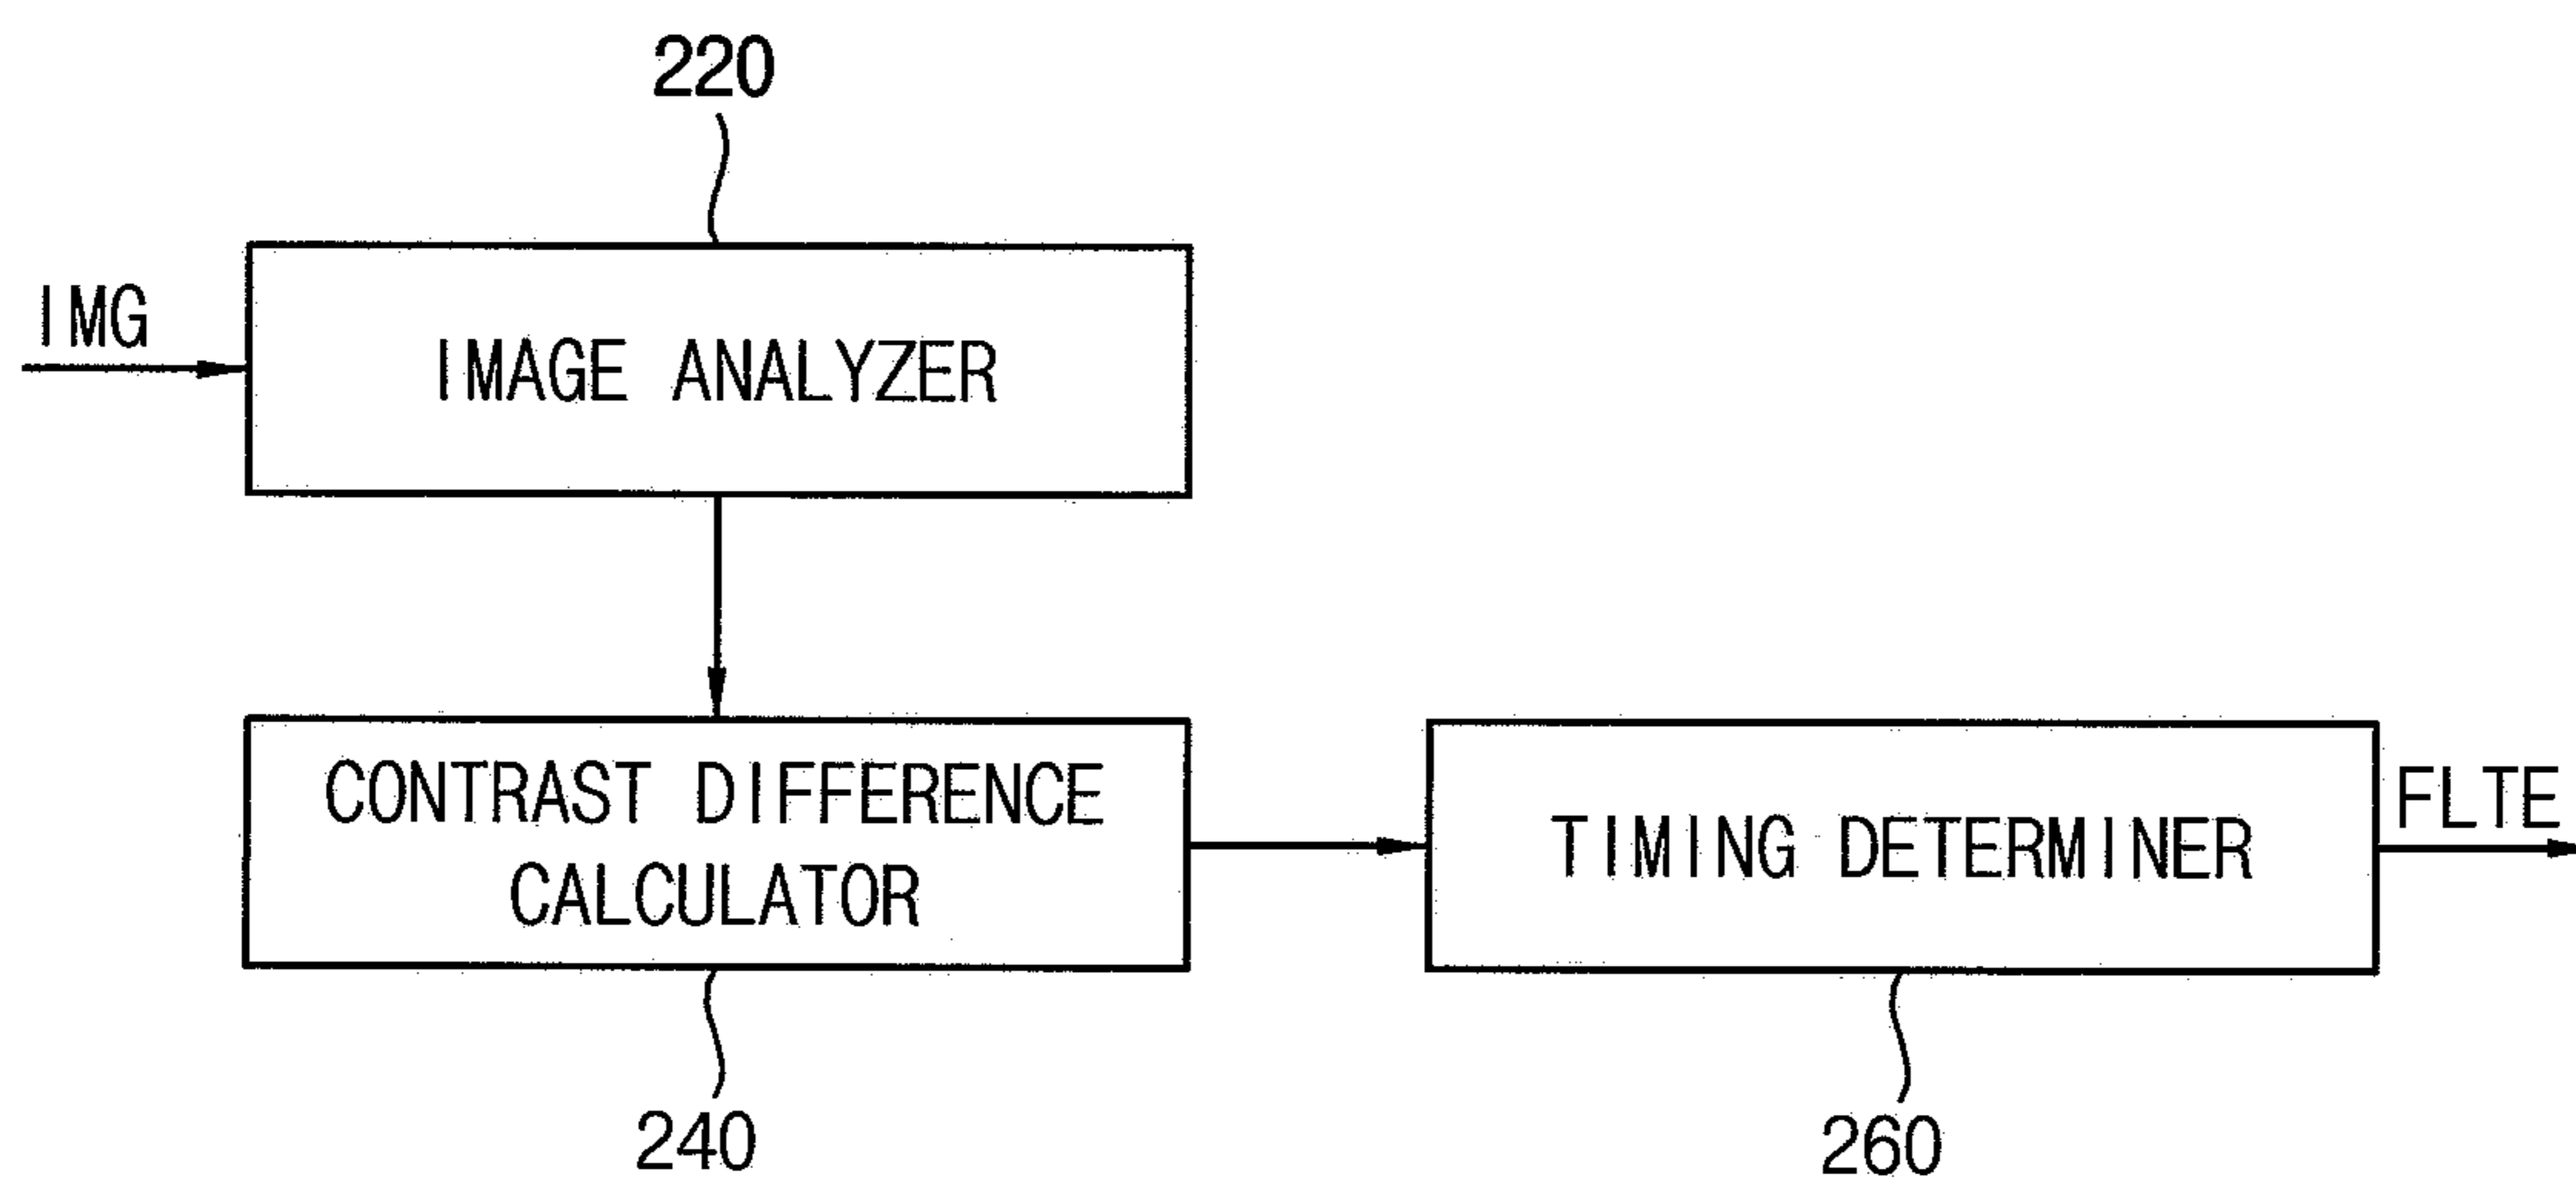 220
IMG
IMAGE ANALYZER
CONTRAST DIFFERENCE
CALCULATOR
TIMING DETERMINER
FLTE
240
260